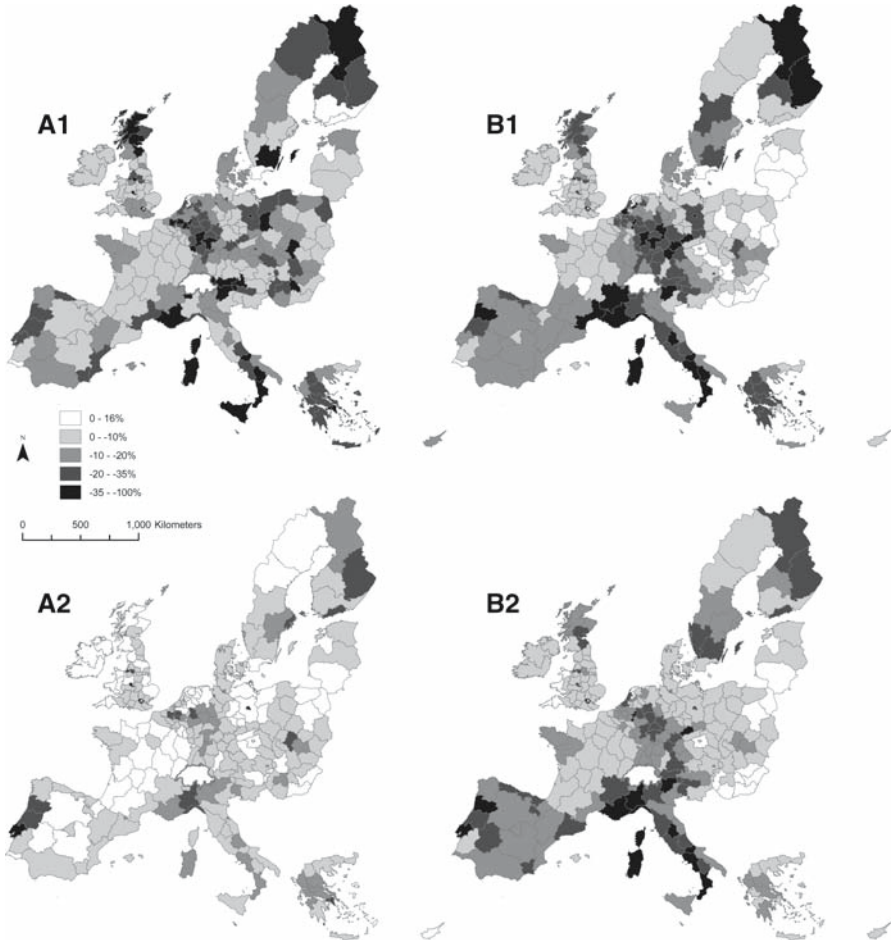 A1
B1
0 - 16%
0 - -10%
-10 - -20%
-20 - -35%
-35 - -100%
N
0 500 1,000 Kilometers
A2
B2